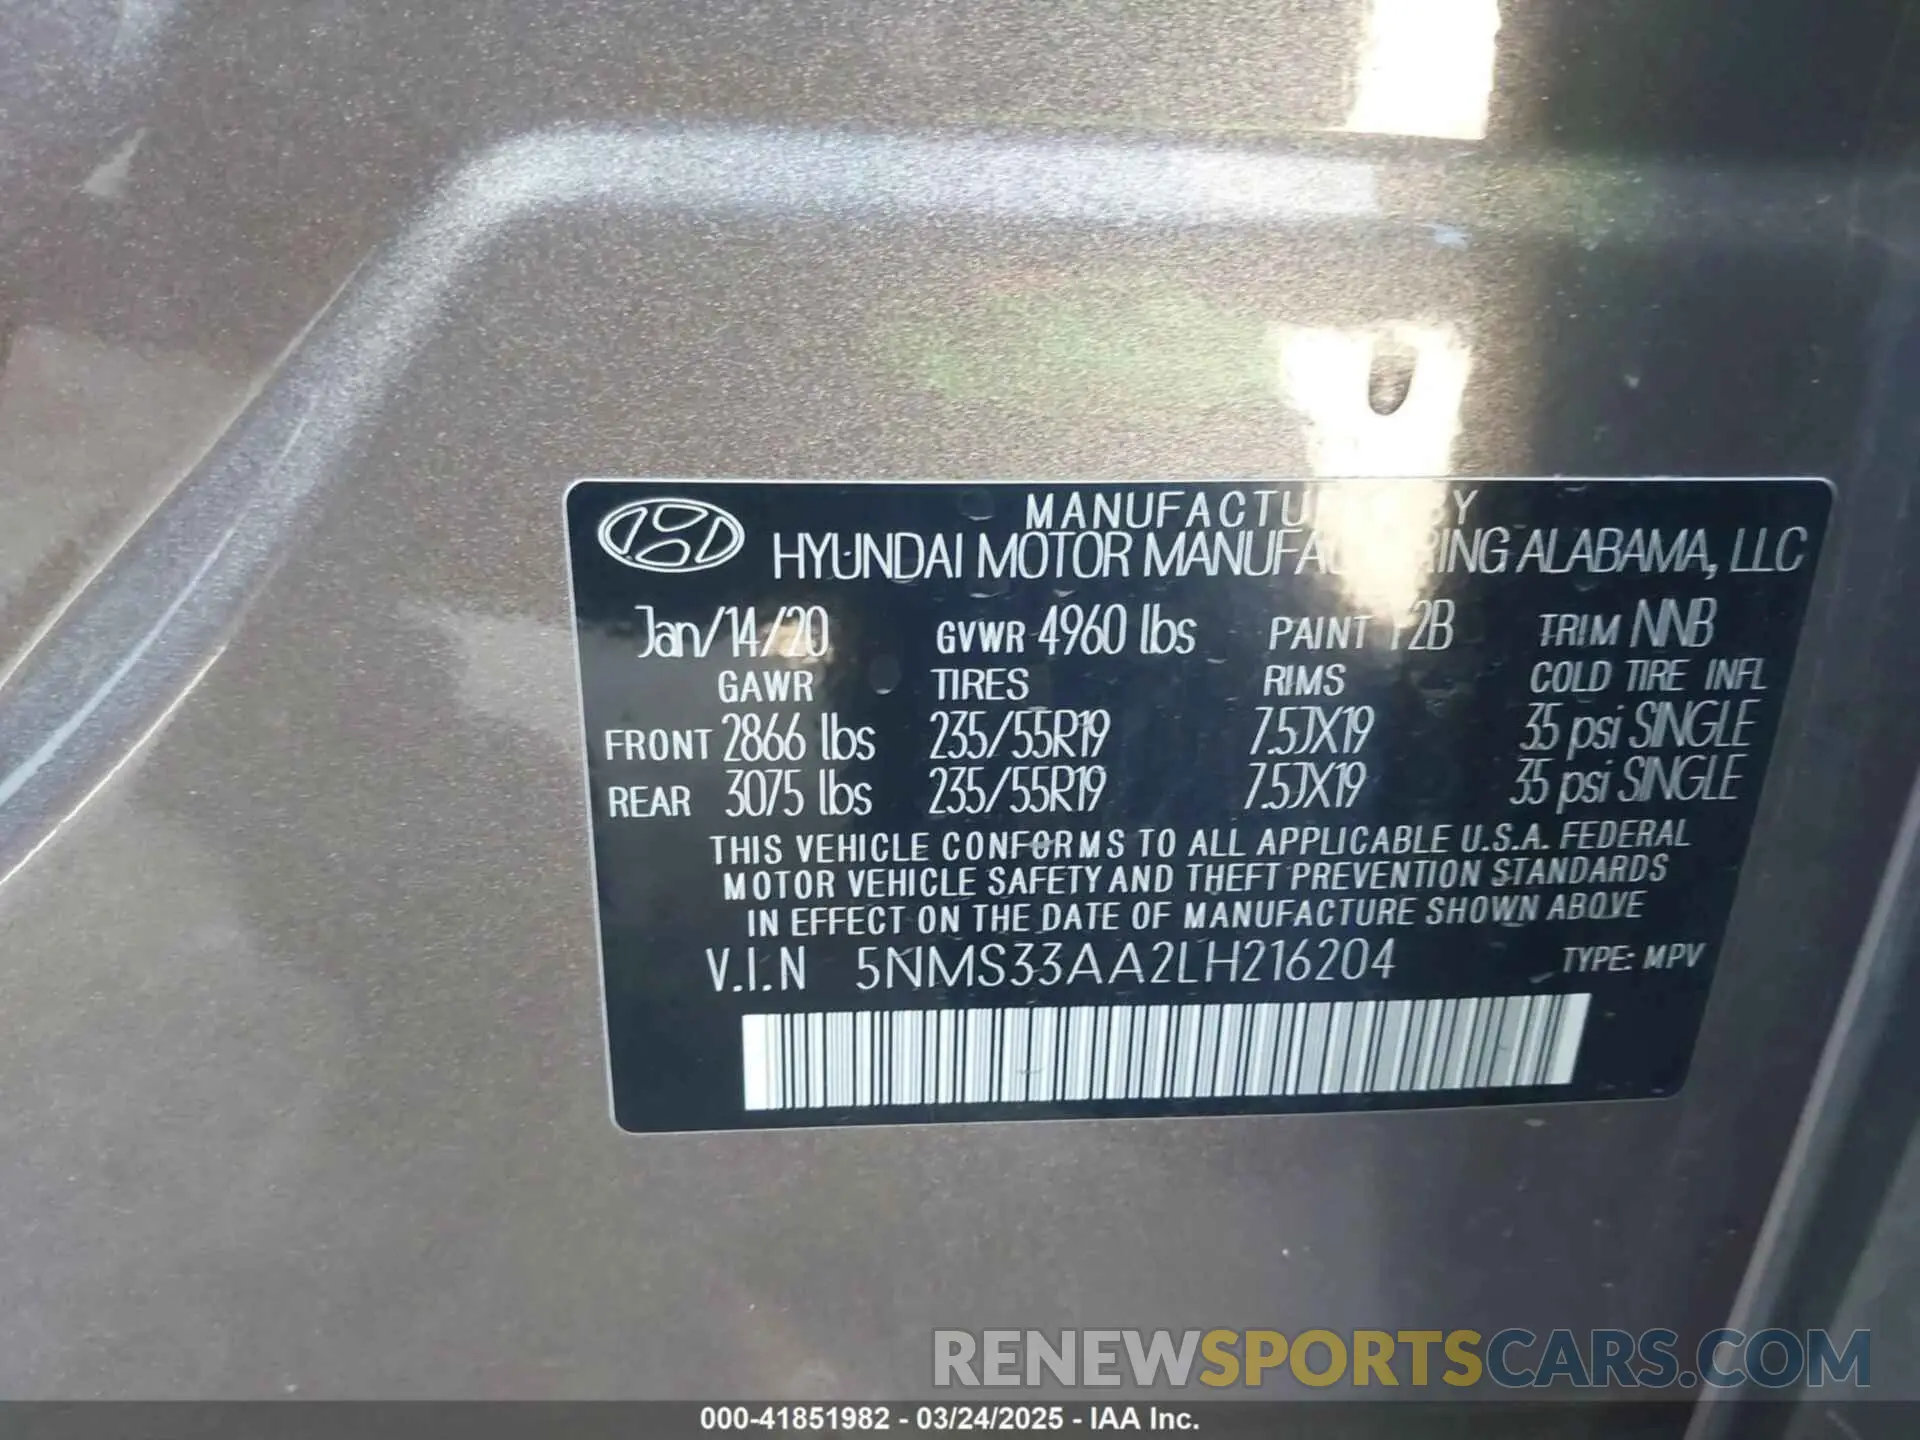 MANUFACTURED BY
HYUNDAI MOTOR MANUFACTURING ALABAMA, LLC
Jan/14/20 GVWR 4960 lbs PAINT TRIM NNB
GAWR TIRES RIMS COLD TIRE INFL
FRONT 2866 lbs 235/55R19 7.5JX19 35 psi SINGLE
REAR 3075 lbs 235/55R19 7.5JX19 35 psi SINGLE
THIS VEHICLE CONFORMS TO ALL APPLICABLE U.S.A. FEDERAL
MOTOR VEHICLE SAFETY AND THEFT PREVENTION STANDARDS
IN EFFECT ON THE DATE OF MANUFACTURE SHOWN ABOVE
V.I.N 5NMS33AA2LH216204 TYPE: MPV
RENEWSPORTSCARS.COM
000-41851982 - 03/24/2025 - IAA Inc.